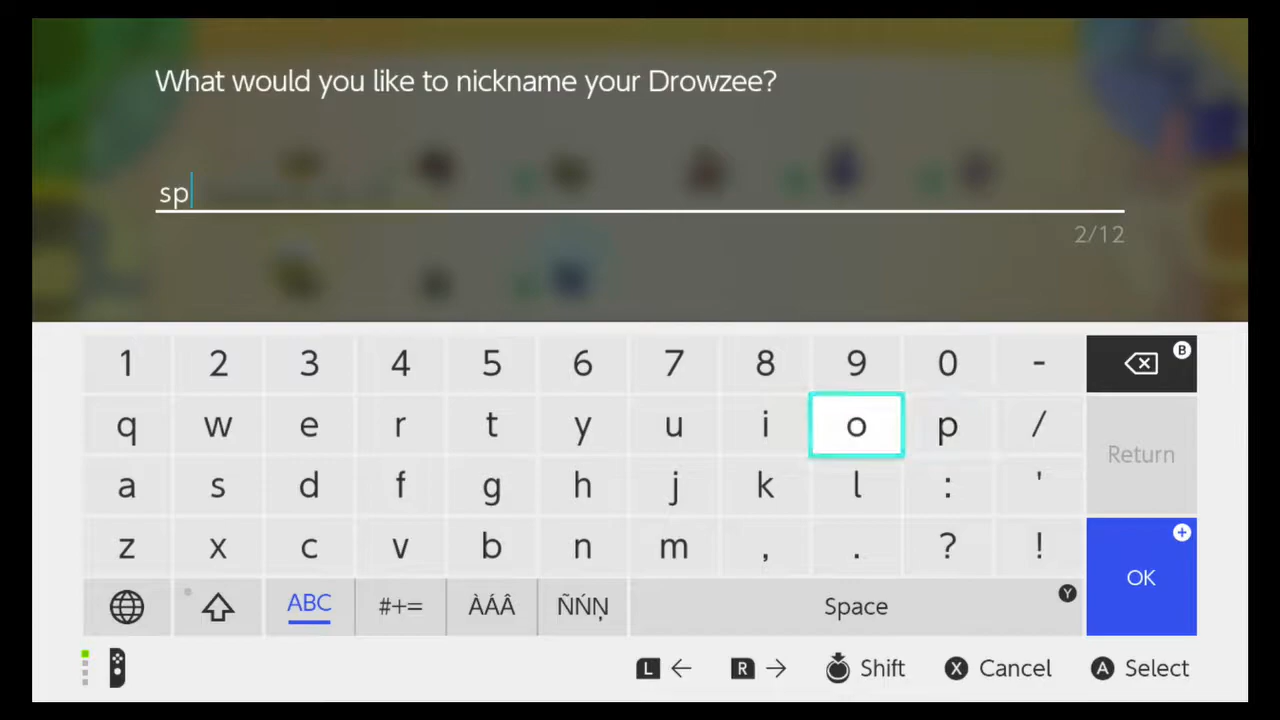 What would you like to nickname your Drowzee?
sp
2/12
1 2 3 4 5 6 7 8 9 0 - B
q w e r t y u i o p /
Return
a s d f g h j k l : '
z x c v b n m , . ? ! +
OK
ABC #+= ÀÁÂ ÑŃṆ Space Y
L ← R → Shift X Cancel A Select